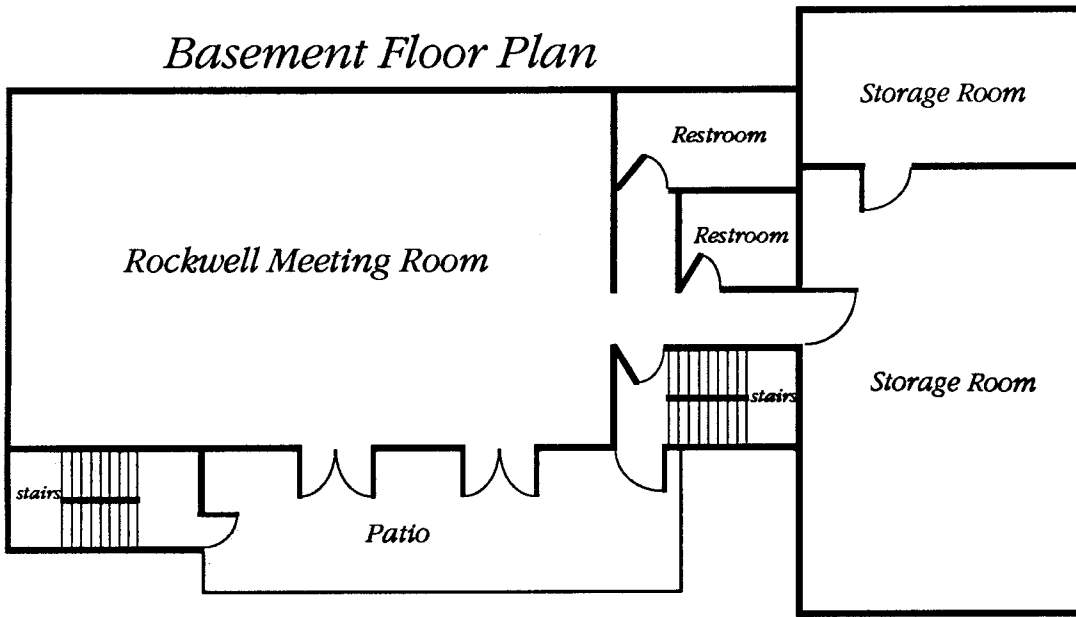 Basement Floor Plan
Storage Room
Restroom
Rockwell Meeting Room
Restroom
Storage Room
stairs
stairs
Patio